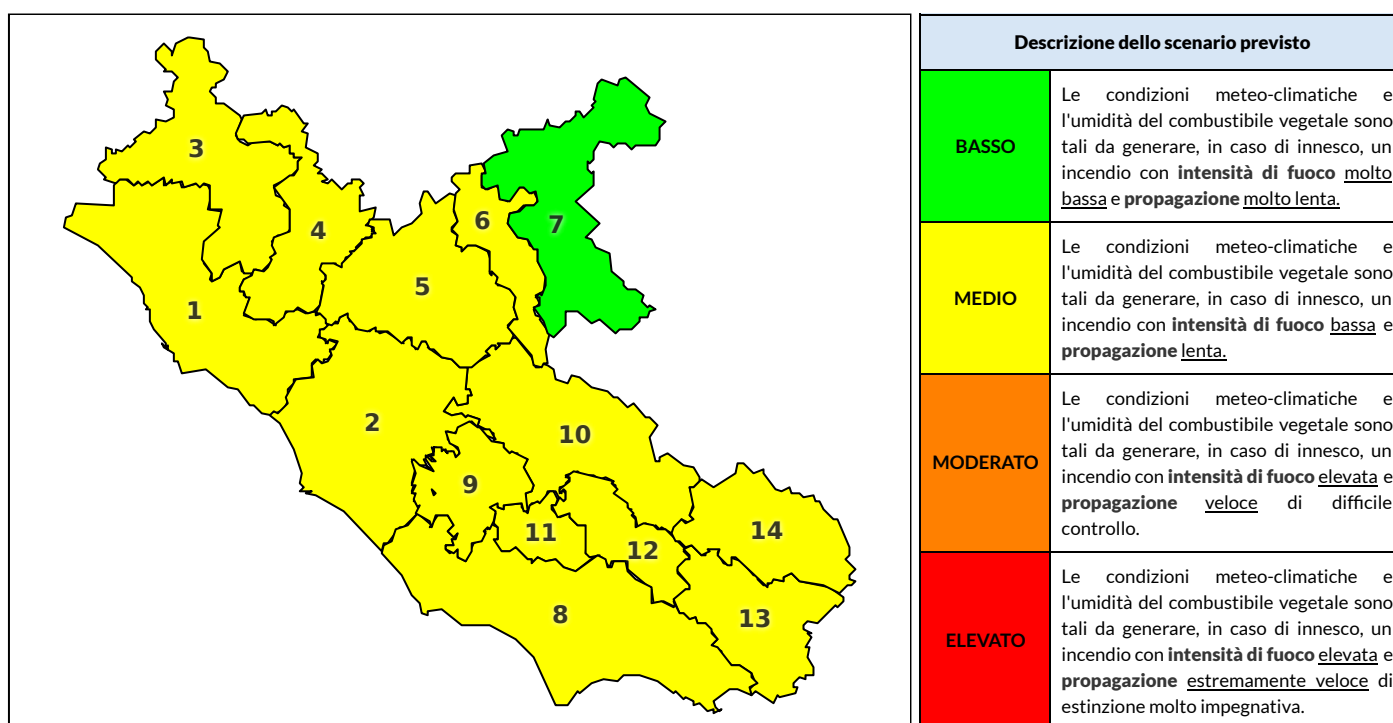 3
4
6
7
5
1
2
10
9
11
12
14
8
13
Descrizione dello scenario previsto
BASSO
Le condizioni meteo-climatiche e
l'umidità del combustibile vegetale sono
tali da generare, in caso di innesco, un
incendio con intensità di fuoco molto
bassa e propagazione molto lenta.
MEDIO
Le condizioni meteo-climatiche e
l'umidità del combustibile vegetale sono
tali da generare, in caso di innesco, un
incendio con intensità di fuoco bassa e
propagazione lenta.
MODERATO
Le condizioni meteo-climatiche e
l'umidità del combustibile vegetale sono
tali da generare, in caso di innesco, un
incendio con intensità di fuoco elevata e
propagazione veloce di difficile
controllo.
ELEVATO
Le condizioni meteo-climatiche e
l'umidità del combustibile vegetale sono
tali da generare, in caso di innesco, un
incendio con intensità di fuoco elevata e
propagazione estremamente veloce di
estinzione molto impegnativa.